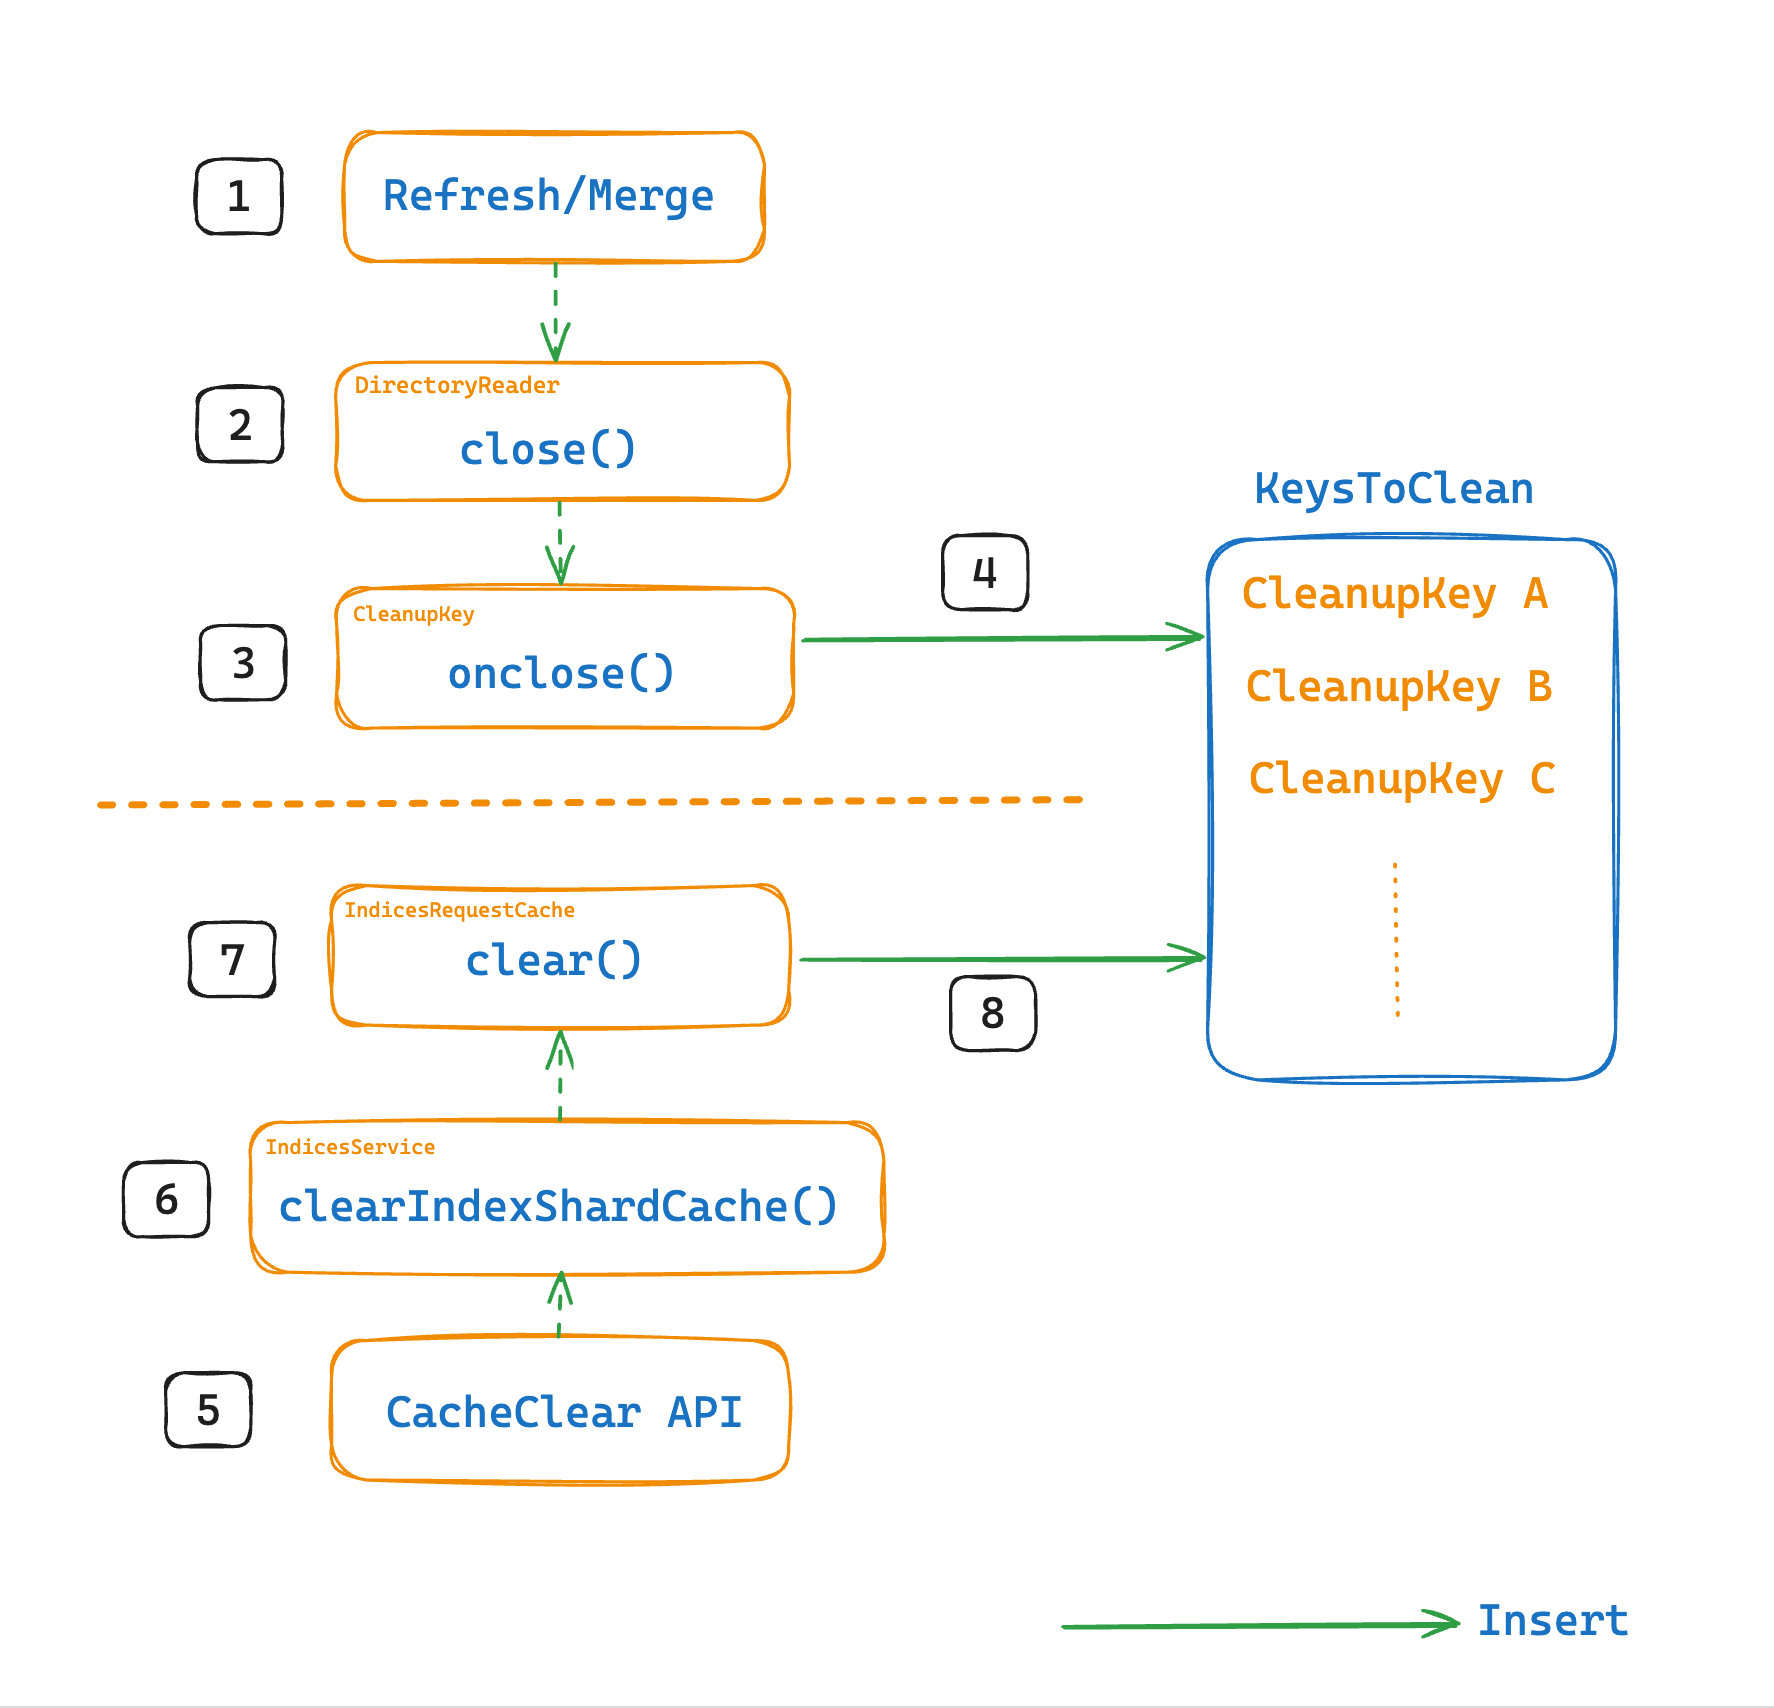 1
Refresh/Merge
2
DirectoryReader
close()
KeysToClean
4
CleanupKey A
3
CleanupKey
onclose()
CleanupKey B
CleanupKey C
7
IndicesRequestCache
clear()
8
6
IndicesService
clearIndexShardCache()
5
CacheClear API
Insert